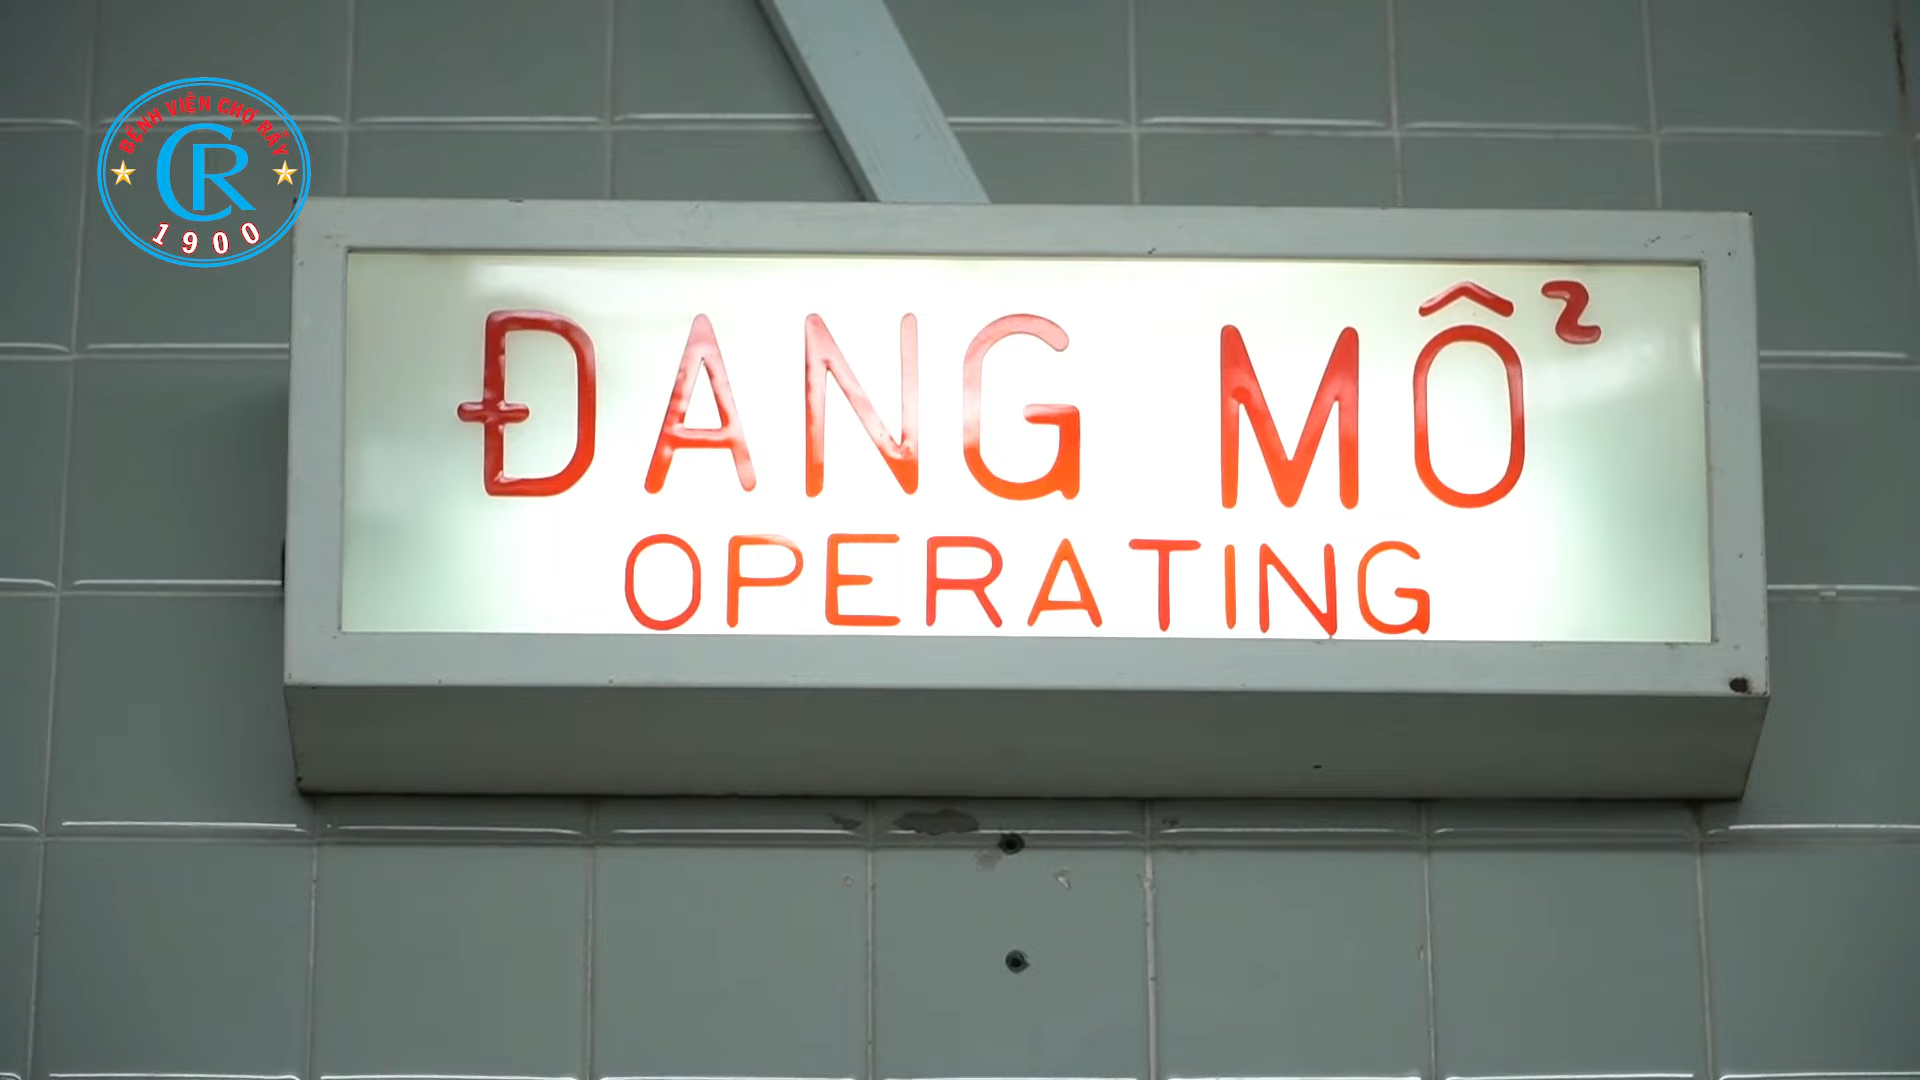 BỆNH VIỆN CHỢ RẪY
CR
1900
ĐANG MỔ
OPERATING